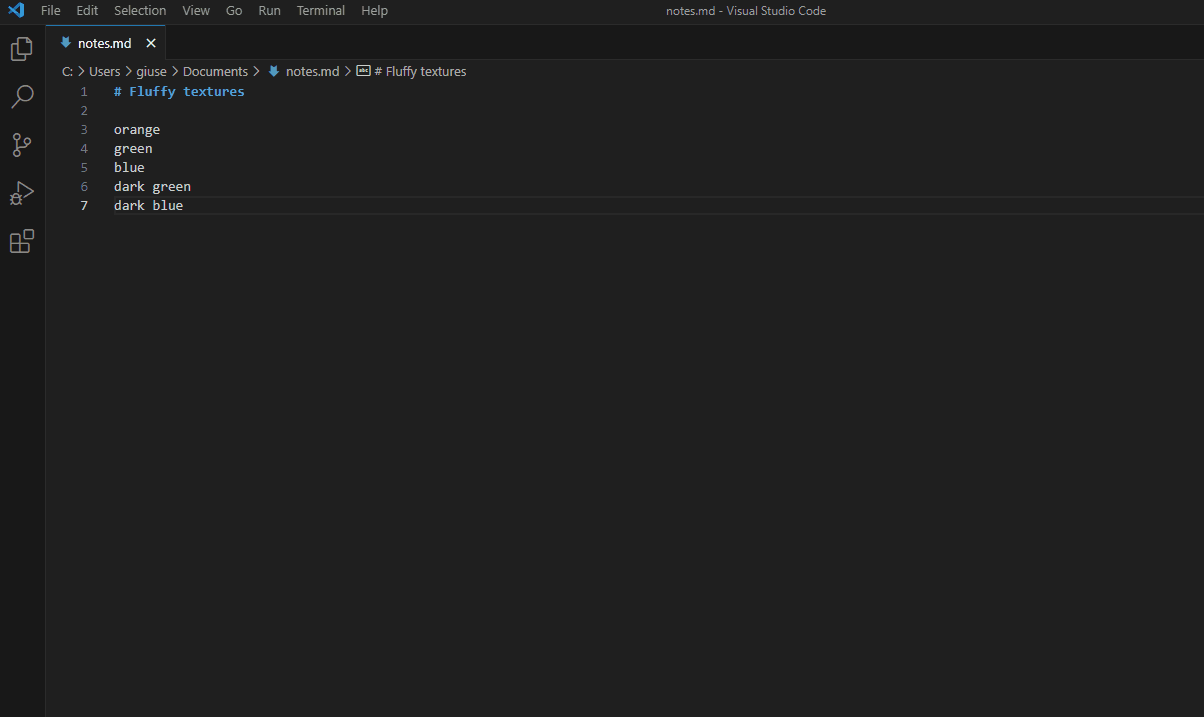 File Edit Selection View Go Run Terminal Help notes.md - Visual Studio Code
notes.md
C: > Users > giuse > Documents > notes.md > abc # Fluffy textures
1 # Fluffy textures
2
3 orange
4 green
5 blue
6 dark green
7 dark blue